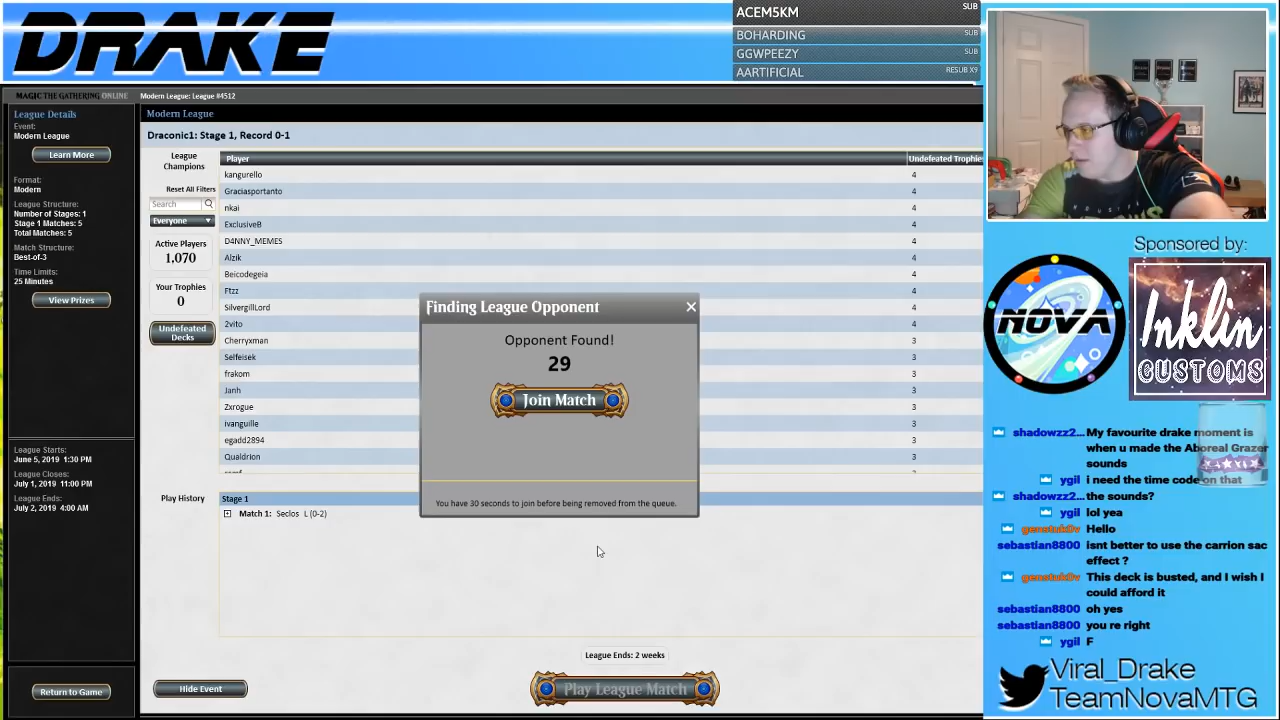 DRAKE
ACEM5KM SUB
BOHARDING SUB
GGWPEEZY SUB
AARTIFICIAL RESUB X9
MAGIC THE GATHERING ONLINE
Modern League: League #4512
League Details
Event:
Modern League
Learn More
Format:
Modern
League Structure:
Number of Stages: 1
Stage 1 Matches: 5
Total Matches: 5
Match Structure:
Best-of-3
Time Limits:
25 Minutes
View Prizes
League Starts:
June 5, 2019 1:30 PM
League Closes:
July 1, 2019 11:00 PM
League Ends:
July 2, 2019 4:00 AM
Return to Game
Modern League
Draconic1: Stage 1, Record 0-1
League Champions
Reset All Filters
Search
Everyone
Active Players
1,070
Your Trophies
0
Undefeated Decks
Player Undefeated Trophies
kangurello 4
Graciasportanto 4
nkai 4
ExclusiveB 4
D4NNY_MEMES 4
Alzik 4
Beicodegeia 4
Ftzz 4
SilvergillLord 4
2vito 4
Cherryxman 3
Selfeisek 3
frakom 3
Janh 3
Zxrogue 3
ivanguille 3
egadd2894 3
Qualdrion 3
Finding League Opponent
Opponent Found!
29
Join Match
You have 30 seconds to join before being removed from the queue.
Play History
Stage 1
Match 1: Seclos L (0-2)
League Ends: 2 weeks
Hide Event
Play League Match
Sponsored by:
NOVA
Inklin
CUSTOMS
shadowzz2... My favourite drake moment is
when u made the Aboreal Grazer
sounds
ygil i need the time code on that
shadowzz2... the sounds?
ygil lol yea
genstukDv Hello
sebastian8800 isnt better to use the carrion sac
effect ?
genstukDv This deck is busted, and I wish I
could afford it
sebastian8800 oh yes
sebastian8800 you re right
ygil F
Viral_Drake
TeamNovaMTG